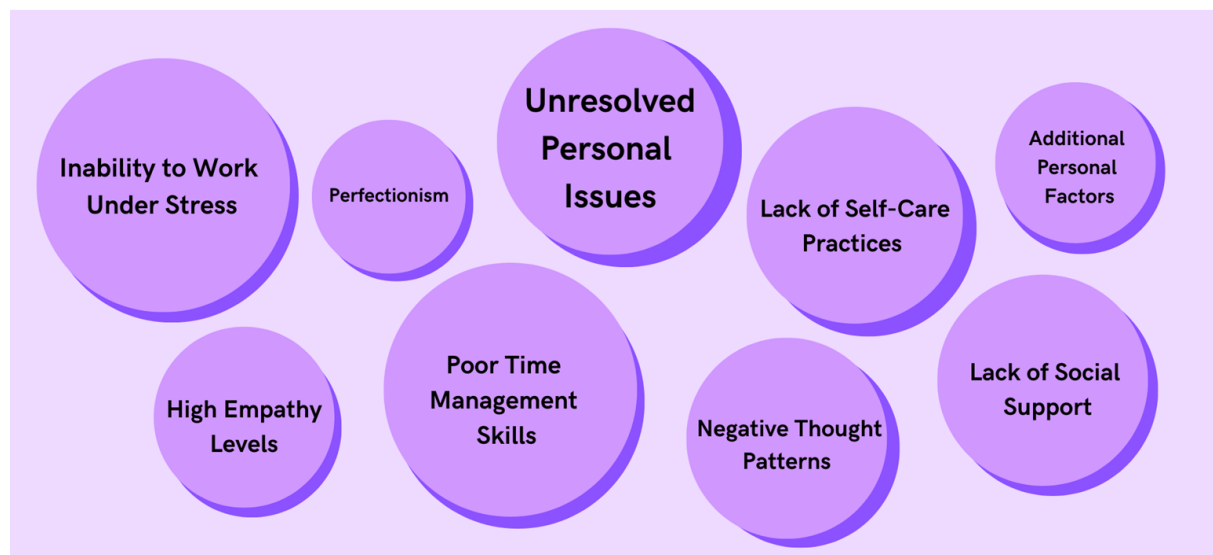 Inability to Work
Under Stress
Perfectionism
Unresolved
Personal
Issues
Lack of Self-Care
Practices
Additional
Personal
Factors
High Empathy
Levels
Poor Time
Management
Skills
Negative Thought
Patterns
Lack of Social
Support